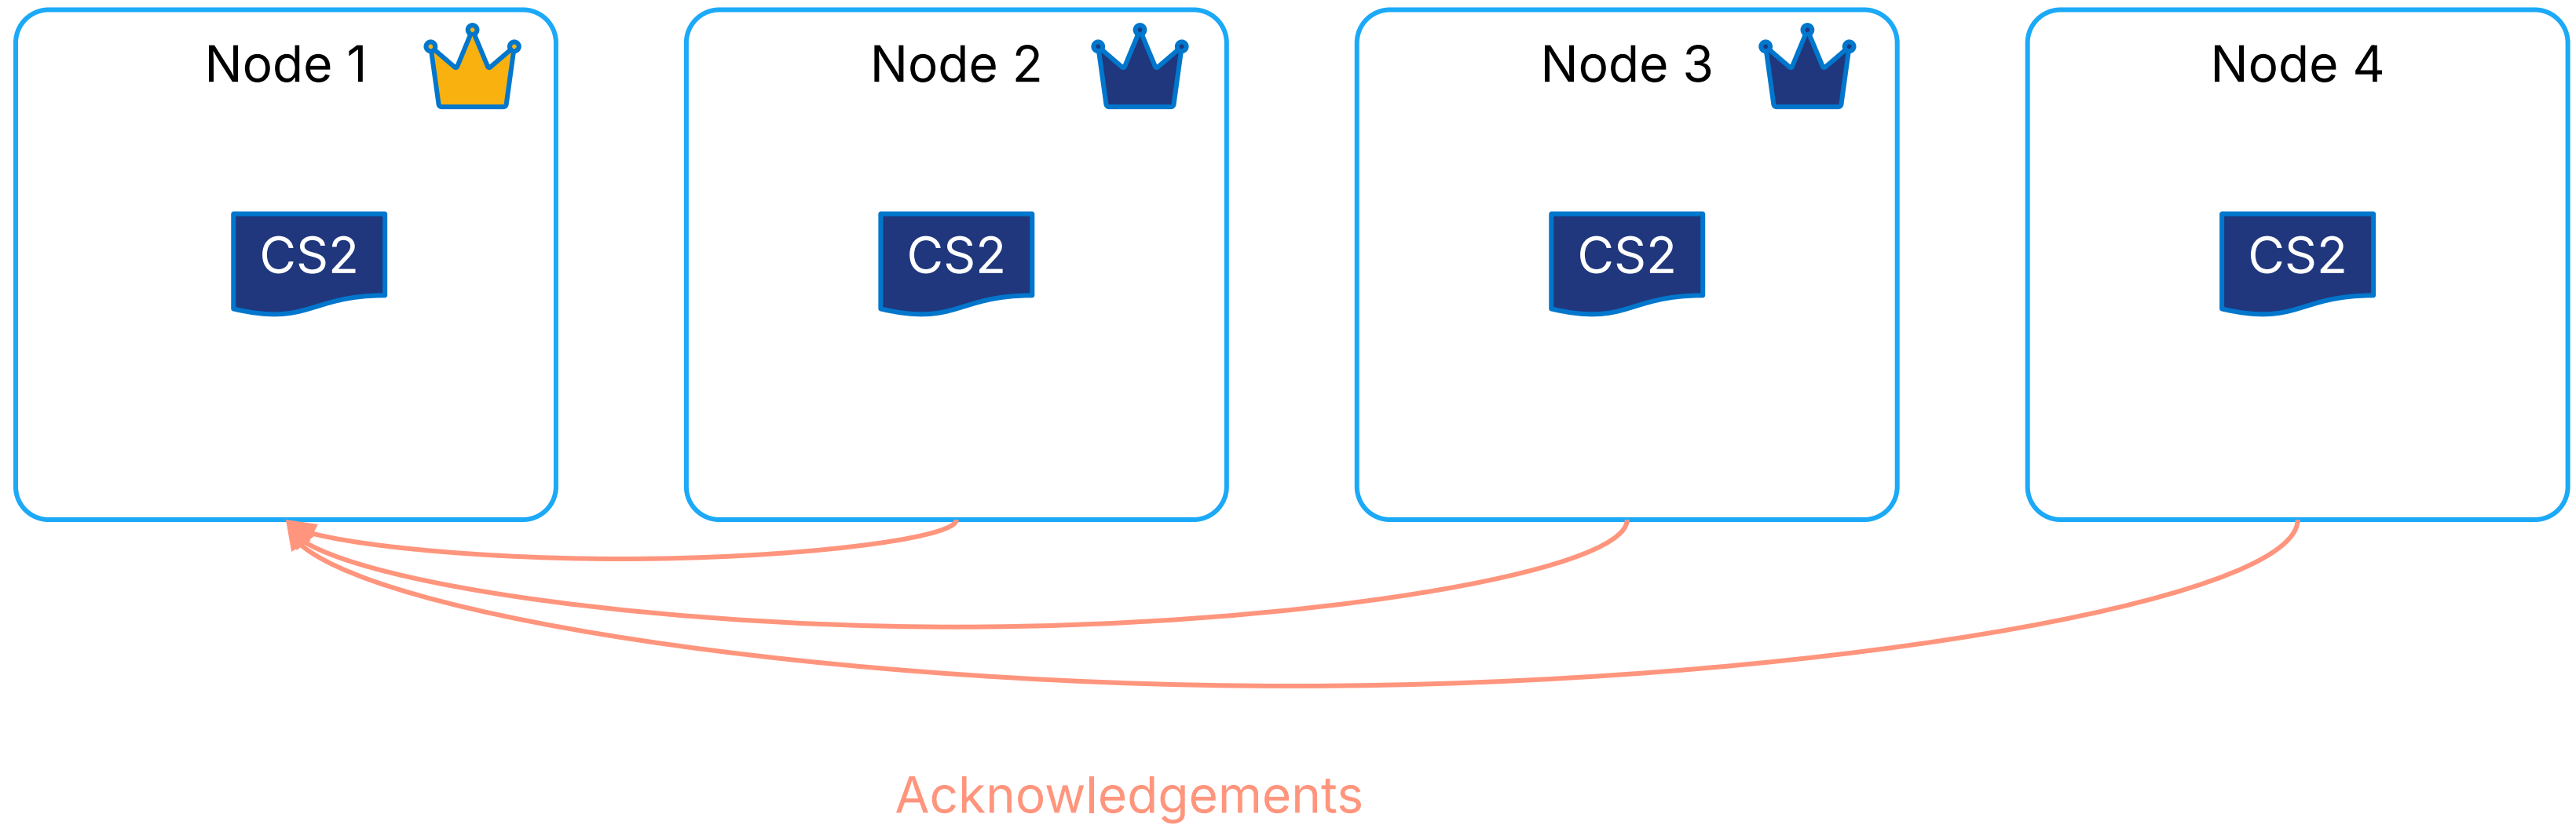 Node 1
Node 2
Node 3
Node 4
CS2
CS2
CS2
CS2
Acknowledgements